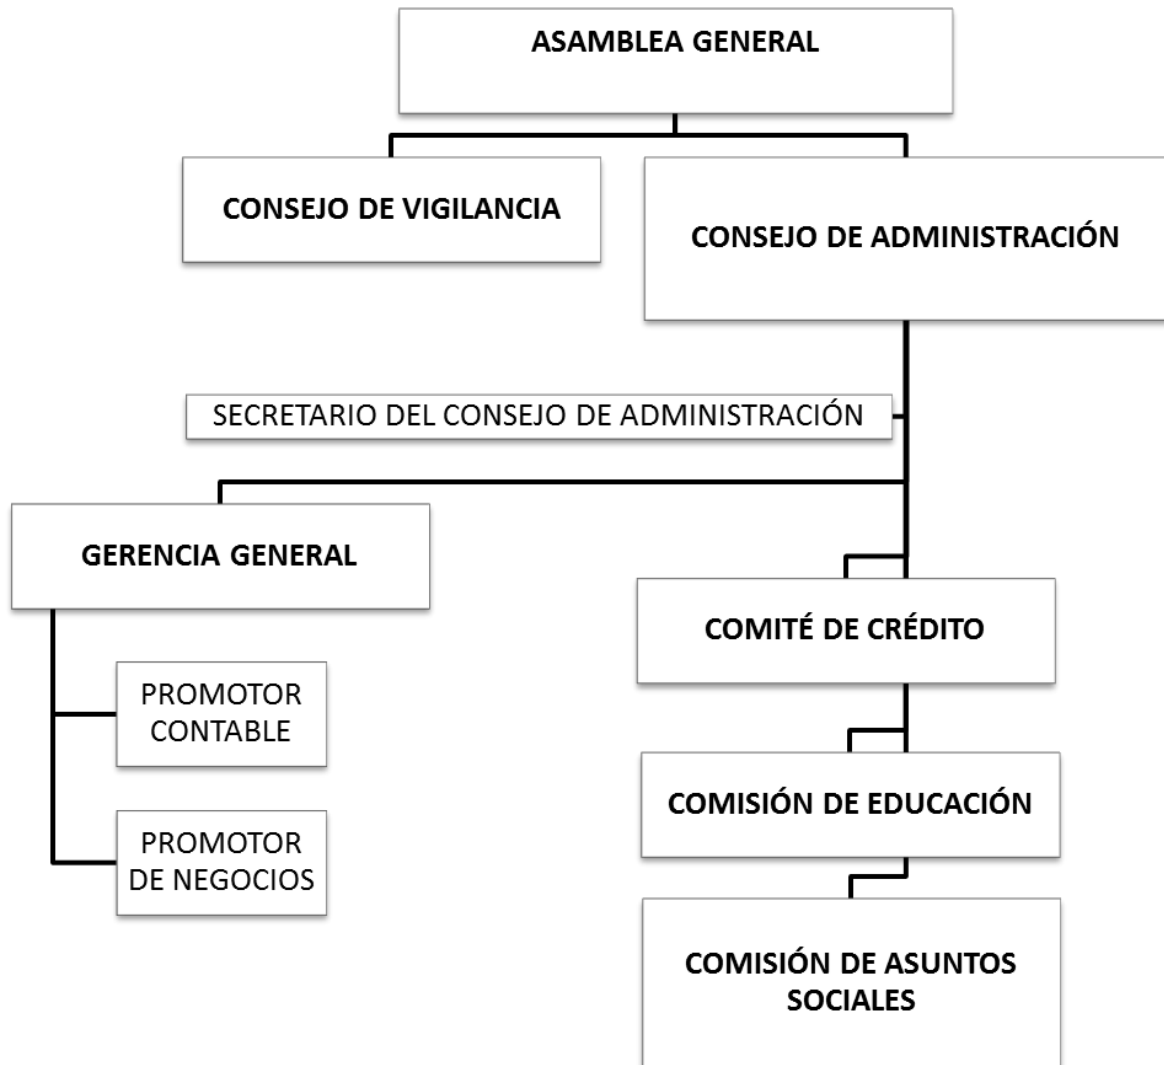 ASAMBLEA GENERAL
CONSEJO DE VIGILANCIA
CONSEJO DE ADMINISTRACIÓN
SECRETARIO DEL CONSEJO DE ADMINISTRACIÓN
GERENCIA GENERAL
PROMOTOR
CONTABLE
PROMOTOR
DE NEGOCIOS
COMITÉ DE CRÉDITO
COMISIÓN DE EDUCACIÓN
COMISIÓN DE ASUNTOS
SOCIALES